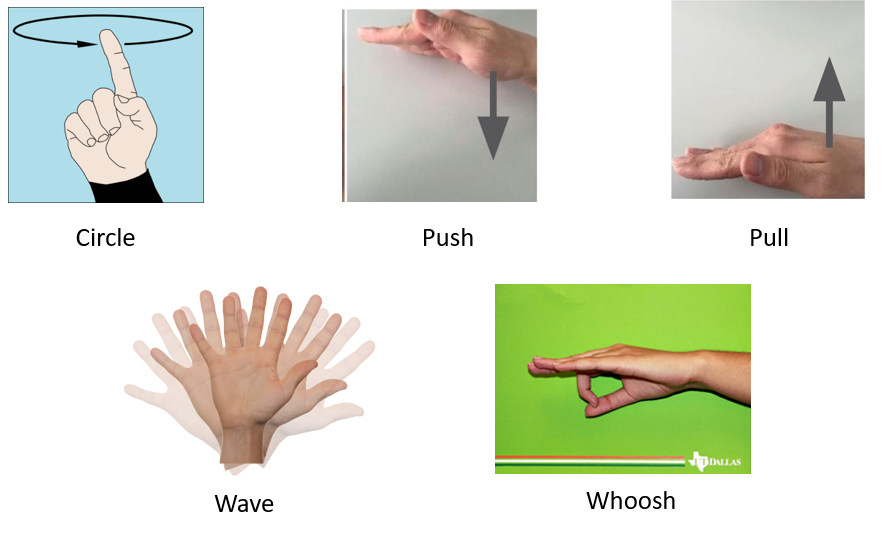 Circle
Push
Pull
DALLAS
Wave
Whoosh